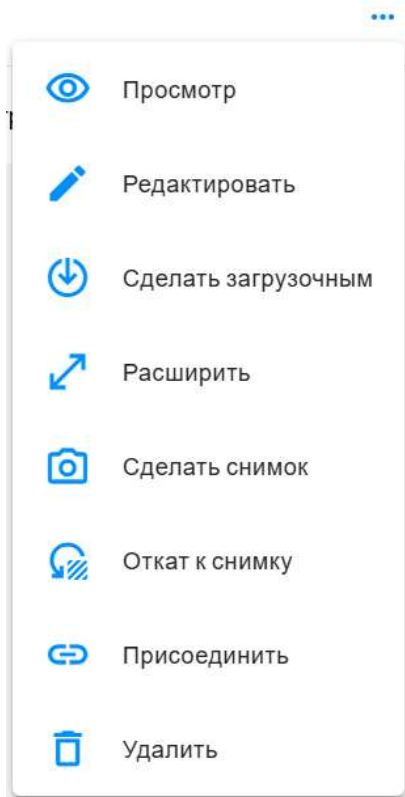 Просмотр
Редактировать
Сделать загрузочным
Расширить
Сделать снимок
Откат к снимку
Присоединить
Удалить